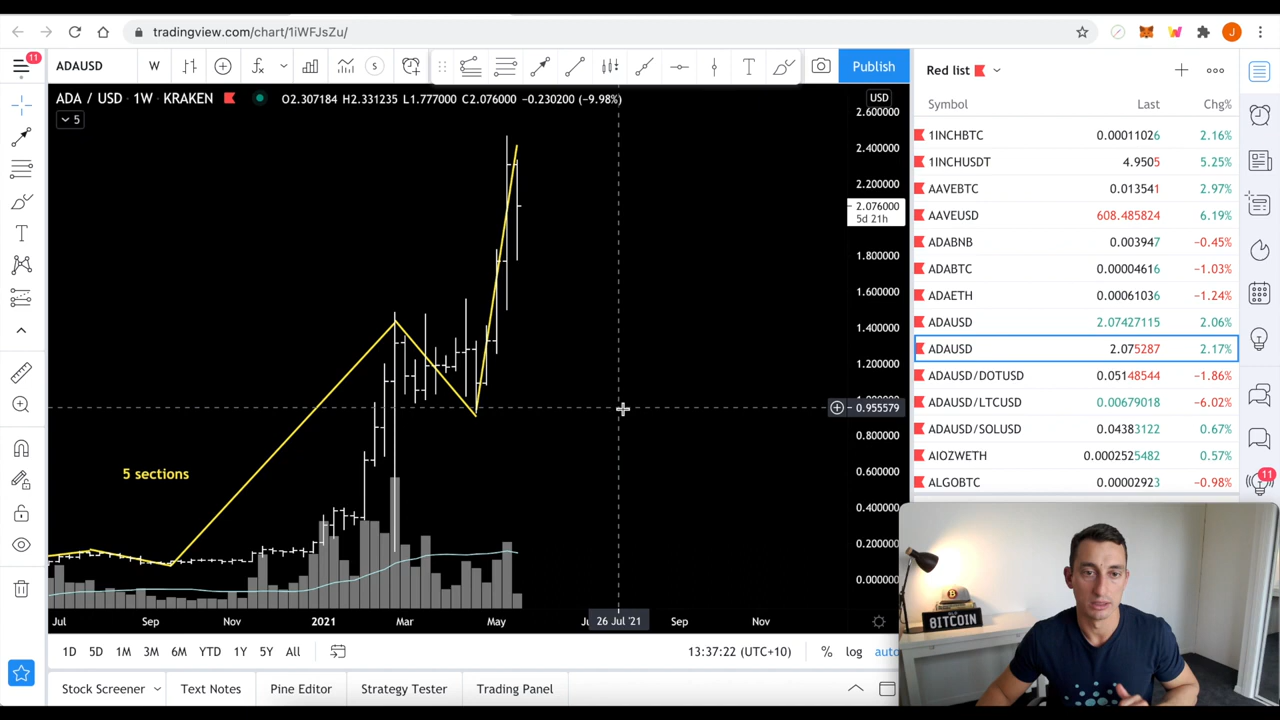 tradingview.com/chart/1iWFJsZu/
J
11
ADAUSD
W
S
Publish
Red list
ADA / USD · 1W · KRAKEN
O2.307184 H2.331235 L1.777000 C2.076000 −0.230200 (−9.98%)
USD
5
Symbol Last Chg%
1INCHBTC 0.00011026 2.16%
1INCHUSDT 4.9505 5.25%
AAVEBTC 0.013541 2.97%
AAVEUSD 608.485824 6.19%
ADABNB 0.003947 −0.45%
ADABTC 0.00004616 −1.03%
ADAETH 0.00061036 −1.24%
ADAUSD 2.07427115 2.06%
ADAUSD 2.075287 2.17%
ADAUSD/DOTUSD 0.05148544 −1.86%
ADAUSD/LTCUSD 0.00679018 −6.02%
ADAUSD/SOLUSD 0.04383122 0.67%
AIOZWETH 0.0002525482 0.57%
ALGOBTC 0.00002923 −0.98%
11
2.600000
2.400000
2.200000
2.076000
5d 21h
1.800000
1.600000
1.400000
1.200000
0.955579
0.800000
0.600000
0.400000
0.200000
0.00000
5 sections
Jul Sep Nov 2021 Mar May 26 Jul '21 Sep Nov
1D 5D 1M 3M 6M YTD 1Y 5Y All
13:37:22 (UTC+10)
% log auto
Stock Screener Text Notes Pine Editor Strategy Tester Trading Panel
BITCOIN